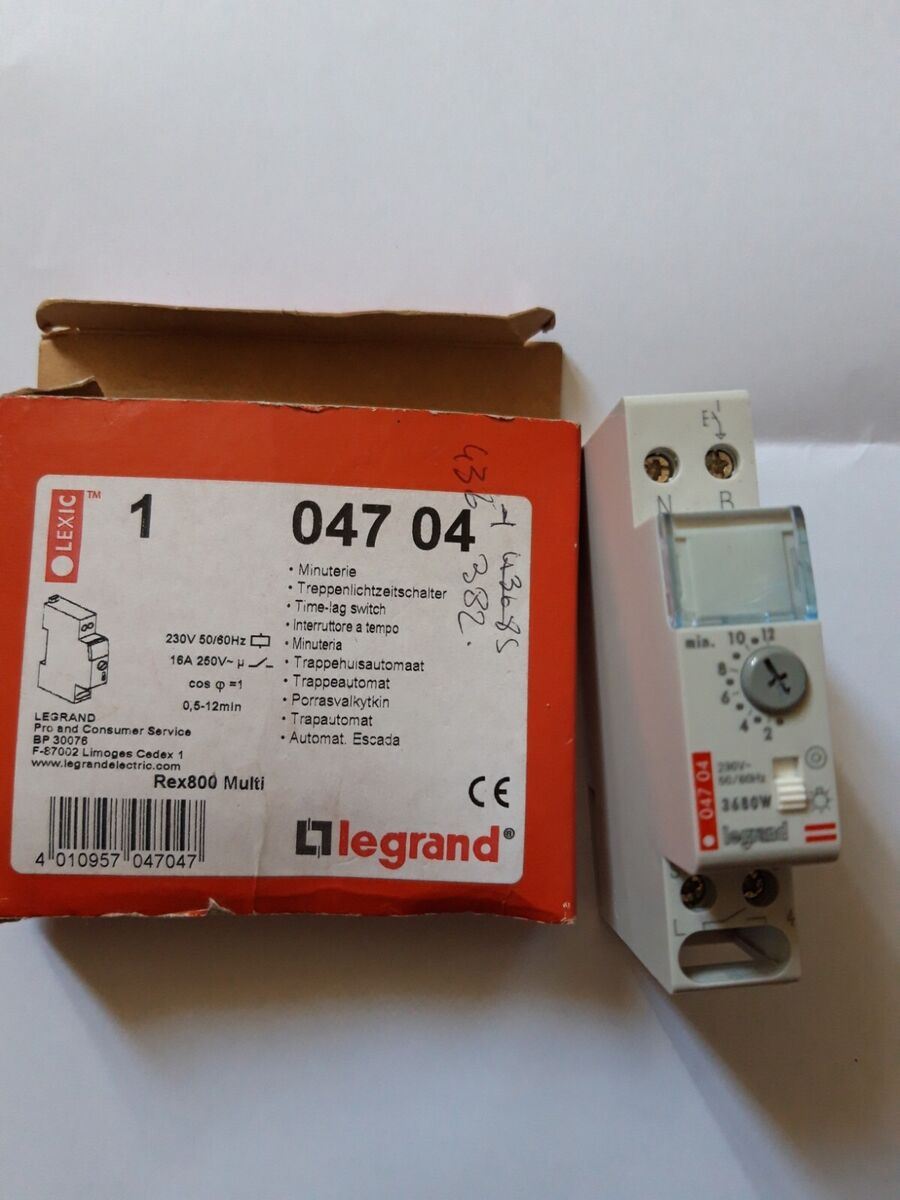 LEXIC™
1
047 04
• Minuterie
• Treppenlichtzeitschalter
• Time-lag switch
• Interruttore a tempo
• Minuteria
• Trappehuisautomaat
• Trappeautomat
• Porrasvalkytkin
• Trapautomat
• Automat. Escada
230V 50/60Hz
16A 250V~ µ
cos φ =1
0,5-12min
LEGRAND
Pro and Consumer Service
BP 30076
F-87002 Limoges Cedex 1
www.legrandelectric.com
Rex800 Multi
CE
4 010957 047047
legrand®
382.
N B
min. 10 12
8
6
4 2
047 04
230V~
50/60Hz
3680W
legrand
L 4